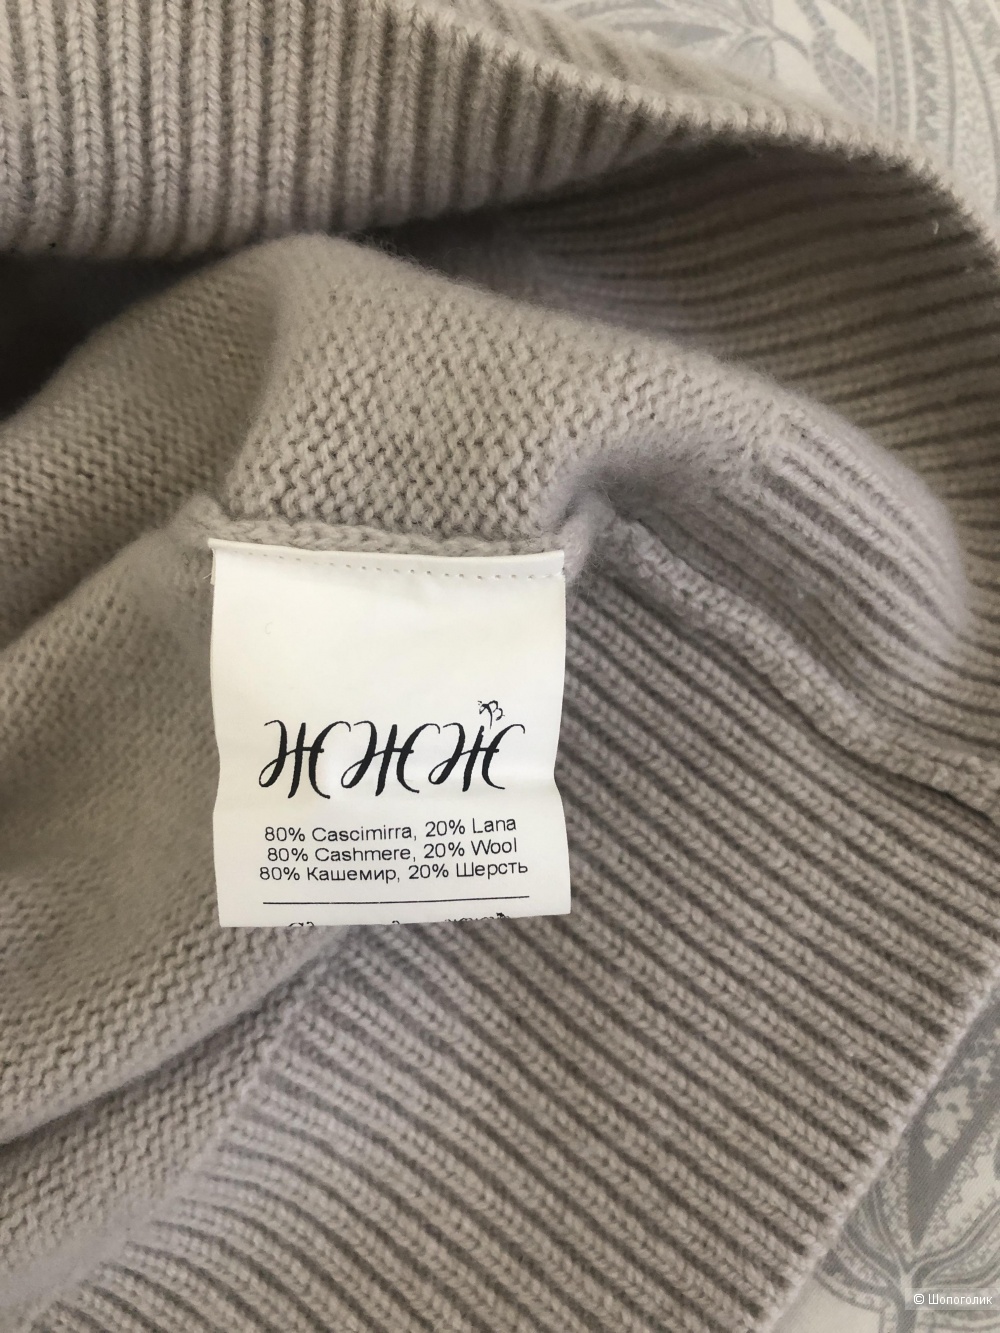 ЖЖЖ
80% Cascimirra, 20% Lana
80% Cashmere, 20% Wool
80% Кашемир, 20% Шерсть
© Шопоголик